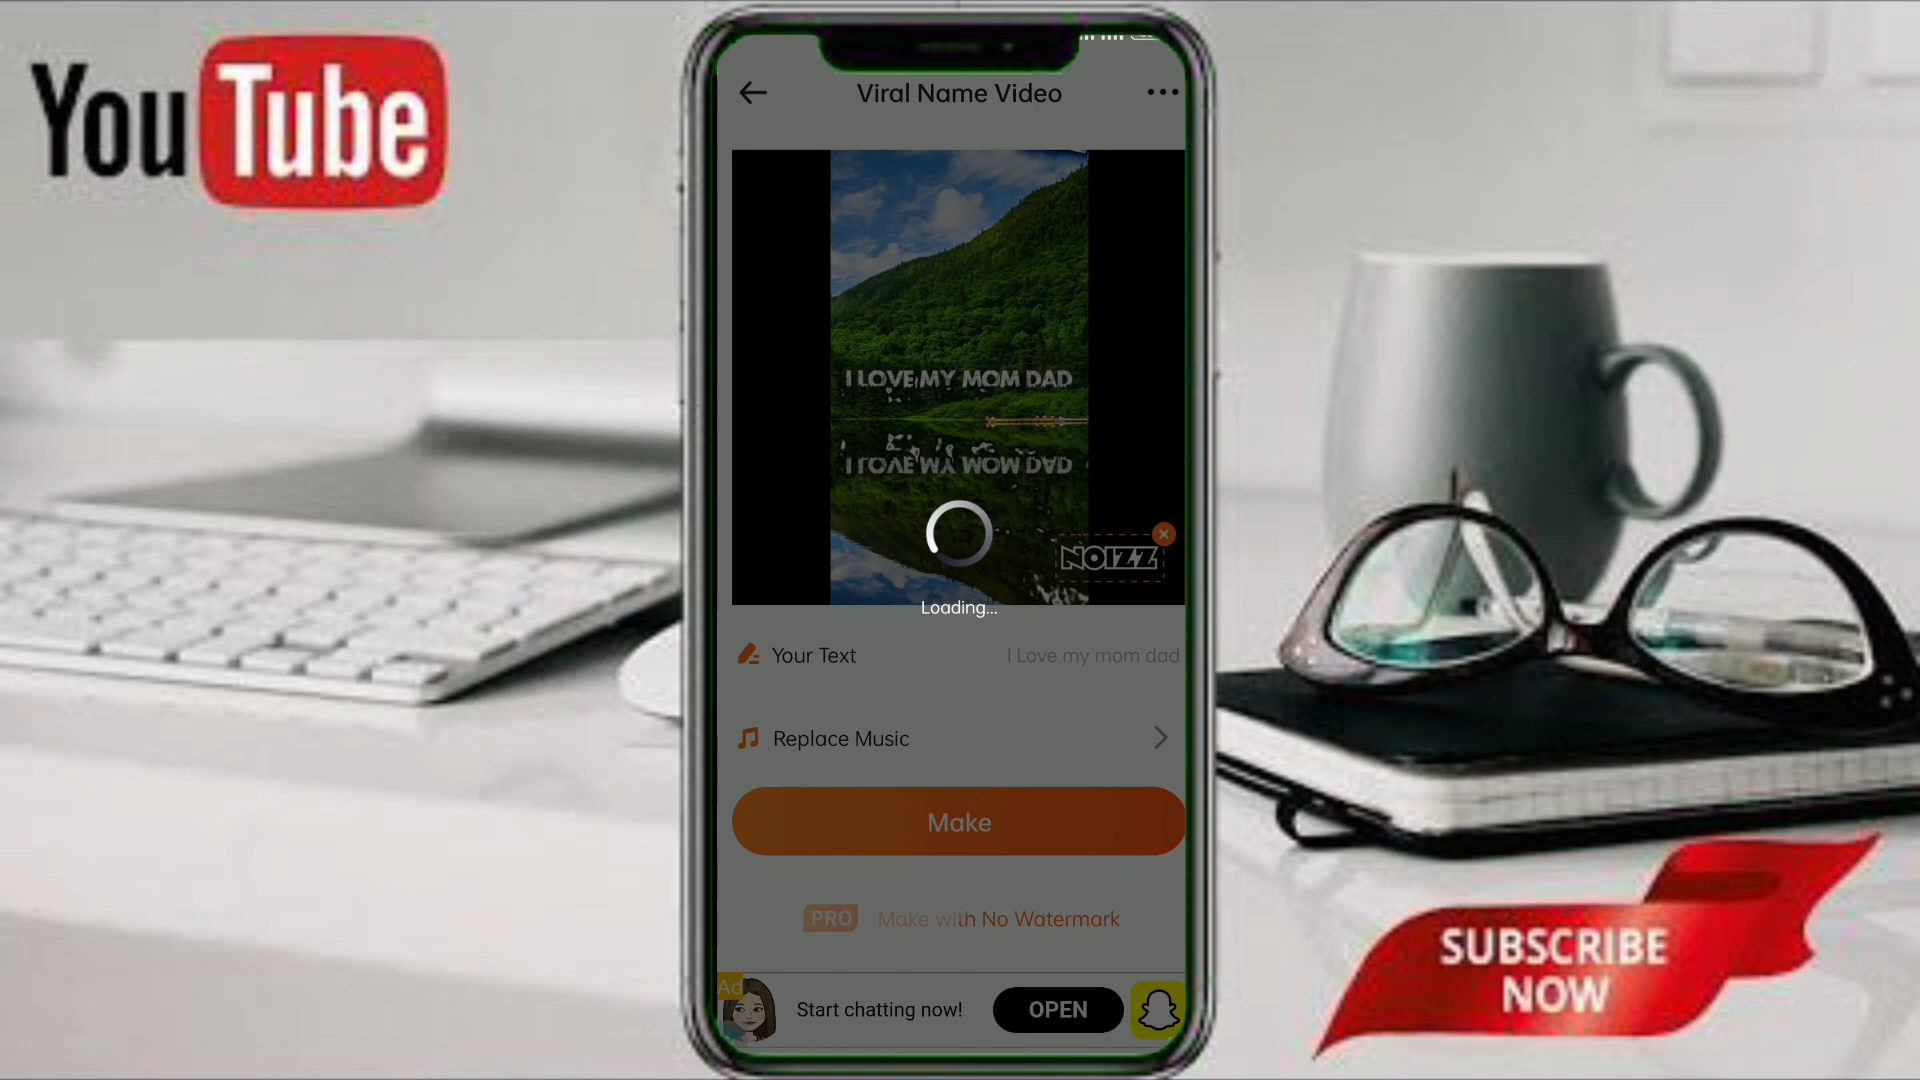 YouTube
Viral Name Video
I LOVE MY MOM DAD
I LOVE MY MOM DAD
NOIZZ
Loading...
Your Text
I Love my mom dad
Replace Music
Make
PRO
Make with No Watermark
Ad
Start chatting now!
OPEN
SUBSCRIBE
NOW